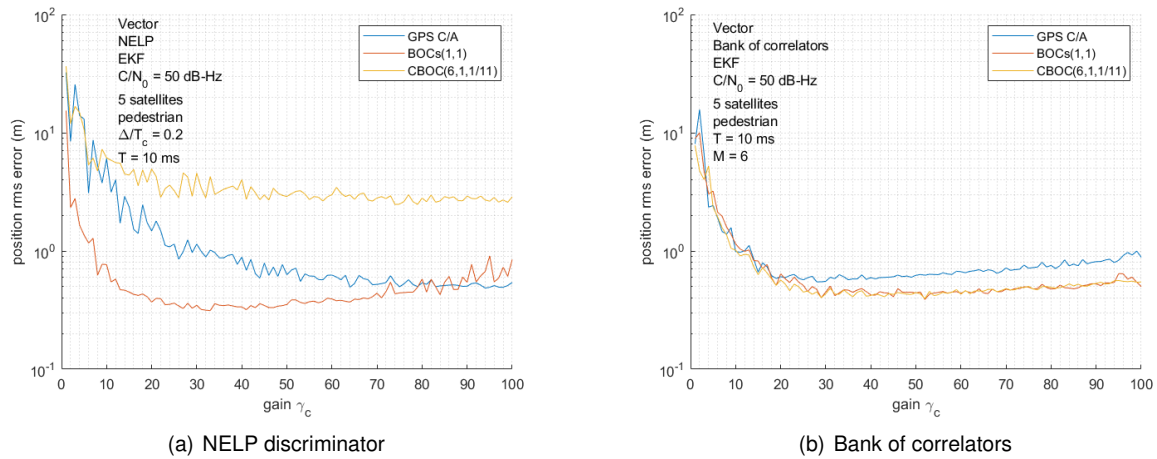 10^2
10^1
10^0
10^-1
position rms error (m)
Vector
NELP
EKF
C/N_0 = 50 dB-Hz
5 satellites
pedestrian
Δ/T_c = 0.2
T = 10 ms
GPS C/A
BOCs(1,1)
CBOC(6,1,1/11)
0 10 20 30 40 50 60 70 80 90 100
gain γ_c
(a) NELP discriminator
10^2
10^1
10^0
10^-1
position rms error (m)
Vector
Bank of correlators
EKF
C/N_0 = 50 dB-Hz
5 satellites
pedestrian
T = 10 ms
M = 6
GPS C/A
BOCs(1,1)
CBOC(6,1,1/11)
0 10 20 30 40 50 60 70 80 90 100
gain γ_c
(b) Bank of correlators